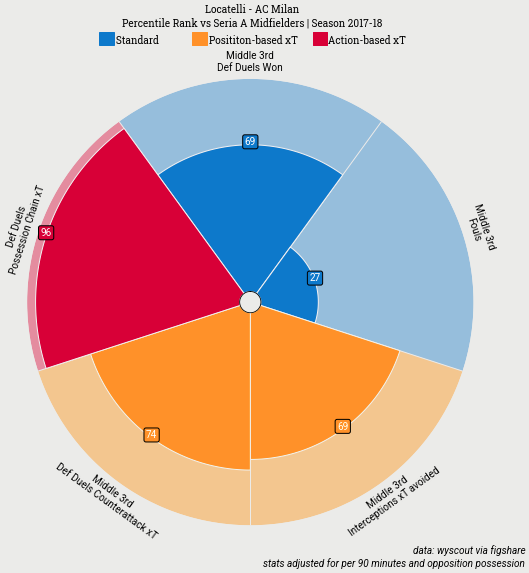 Locatelli - AC Milan
Percentile Rank vs Seria A Midfielders | Season 2017-18
Standard
Posititon-based xT
Action-based xT
Middle 3rd
Def Duels Won
69
Middle 3rd
Fouls
27
Middle 3rd
Interceptions xT avoided
69
Middle 3rd
Def Duels Counterattack xT
74
Def Duels
Possession Chain xT
96
data: wyscout via figshare
stats adjusted for per 90 minutes and opposition possession